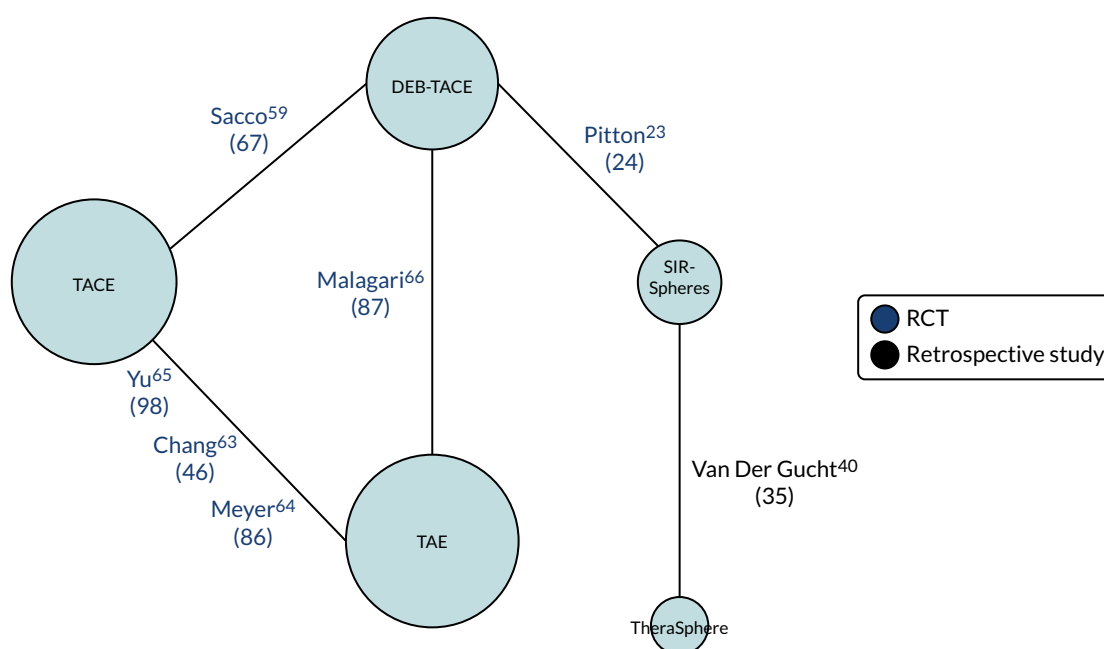 DEB-TACE
Sacco59
(67)
Pitton23
(24)
TACE
Malagari66
(87)
SIR-
Spheres
RCT
Retrospective study
Yu65
(98)
Chang63
(46)
Meyer64
(86)
TAE
Van Der Gucht40
(35)
TheraSphere